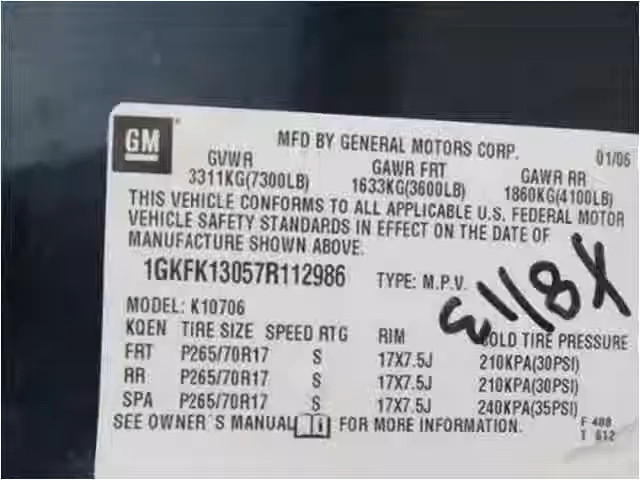 GM
MFD BY GENERAL MOTORS CORP. 01/06
GVWR GAWR FRT GAWR RR
3311KG(7300LB) 1633KG(3600LB) 1860KG(4100LB)
THIS VEHICLE CONFORMS TO ALL APPLICABLE U.S. FEDERAL MOTOR
VEHICLE SAFETY STANDARDS IN EFFECT ON THE DATE OF
MANUFACTURE SHOWN ABOVE.
1GKFK13057R112986 TYPE: M.P.V.
MODEL: K10706
KQEN TIRE SIZE SPEED RTG RIM COLD TIRE PRESSURE
FRT P265/70R17 S 17X7.5J 210KPA(30PSI)
RR P265/70R17 S 17X7.5J 210KPA(30PSI)
SPA P265/70R17 S 17X7.5J 240KPA(35PSI)
SEE OWNER'S MANUAL FOR MORE INFORMATION.
F 488
T 612